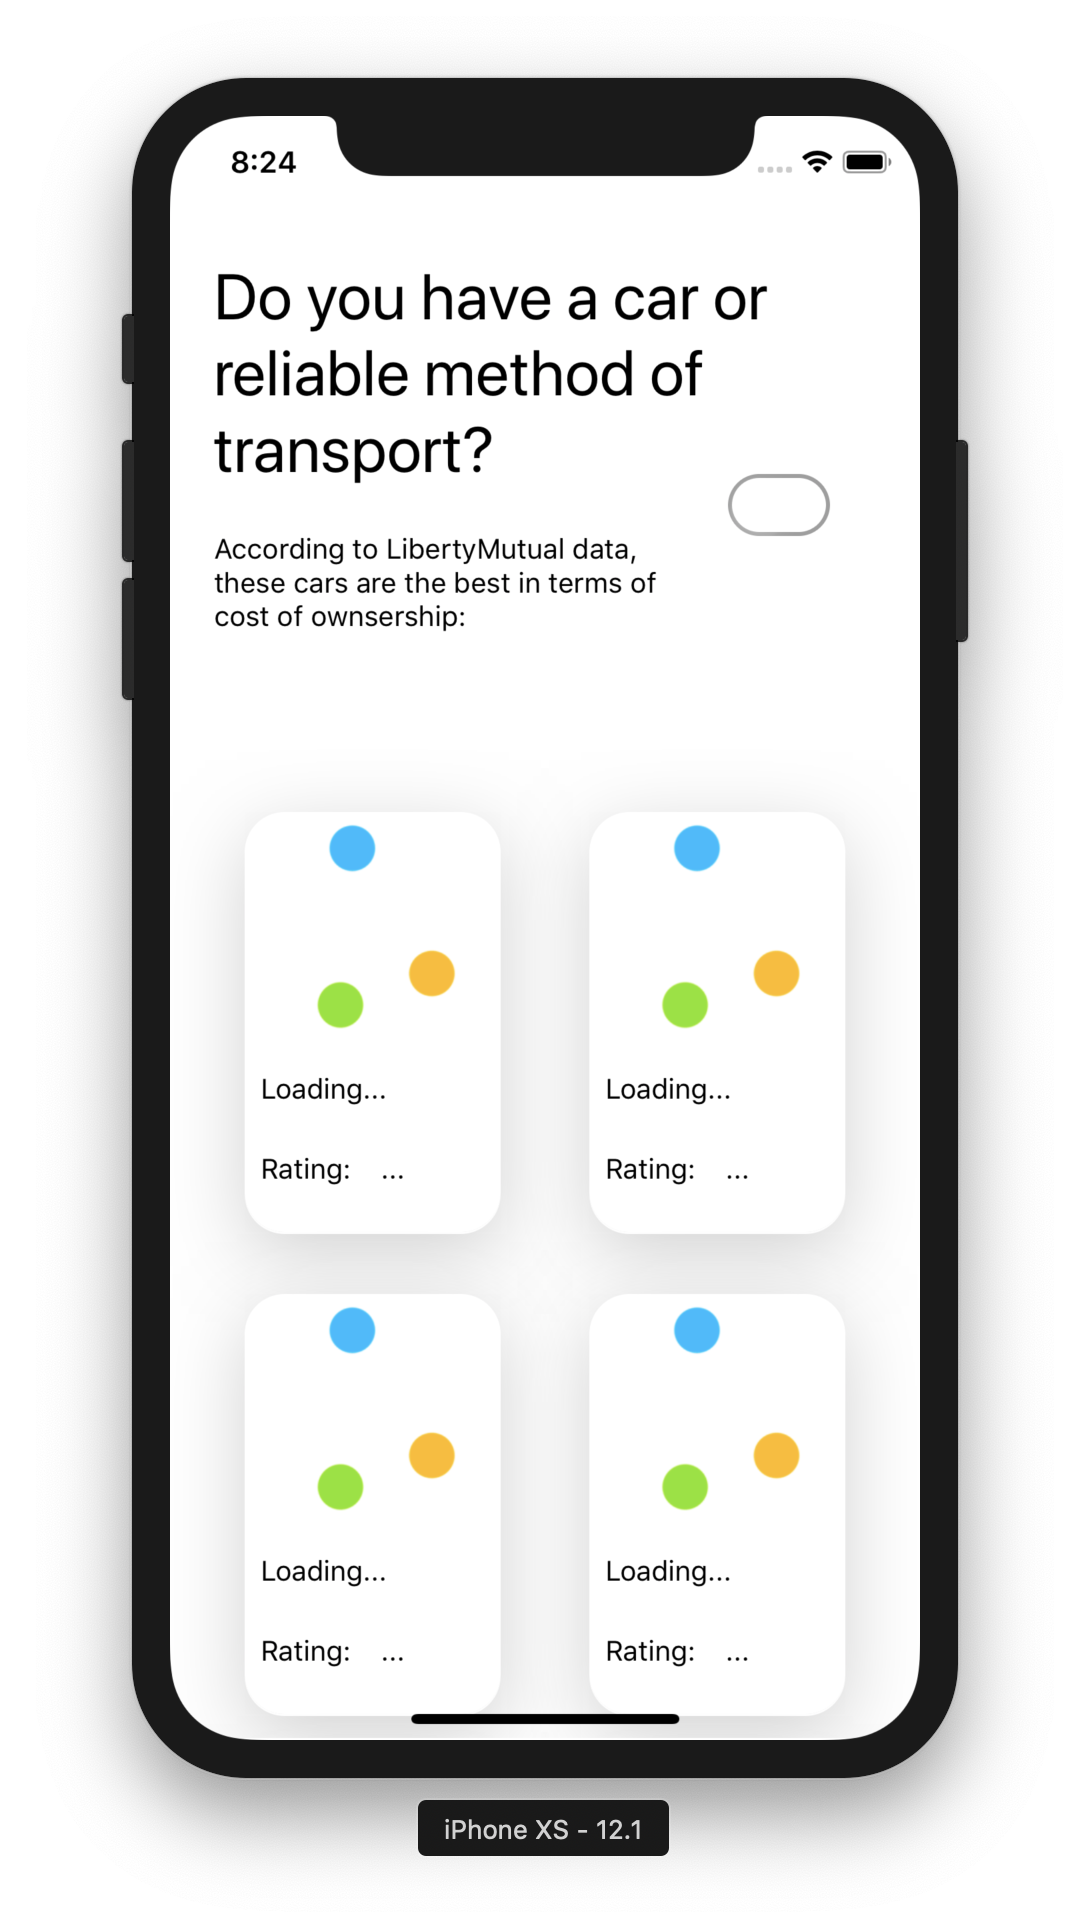 8:24
Do you have a car or
reliable method of
transport?
According to LibertyMutual data,
these cars are the best in terms of
cost of ownsership:
Loading...
Rating: ...
Loading...
Rating: ...
Loading...
Rating: ...
Loading...
Rating: ...
iPhone XS - 12.1